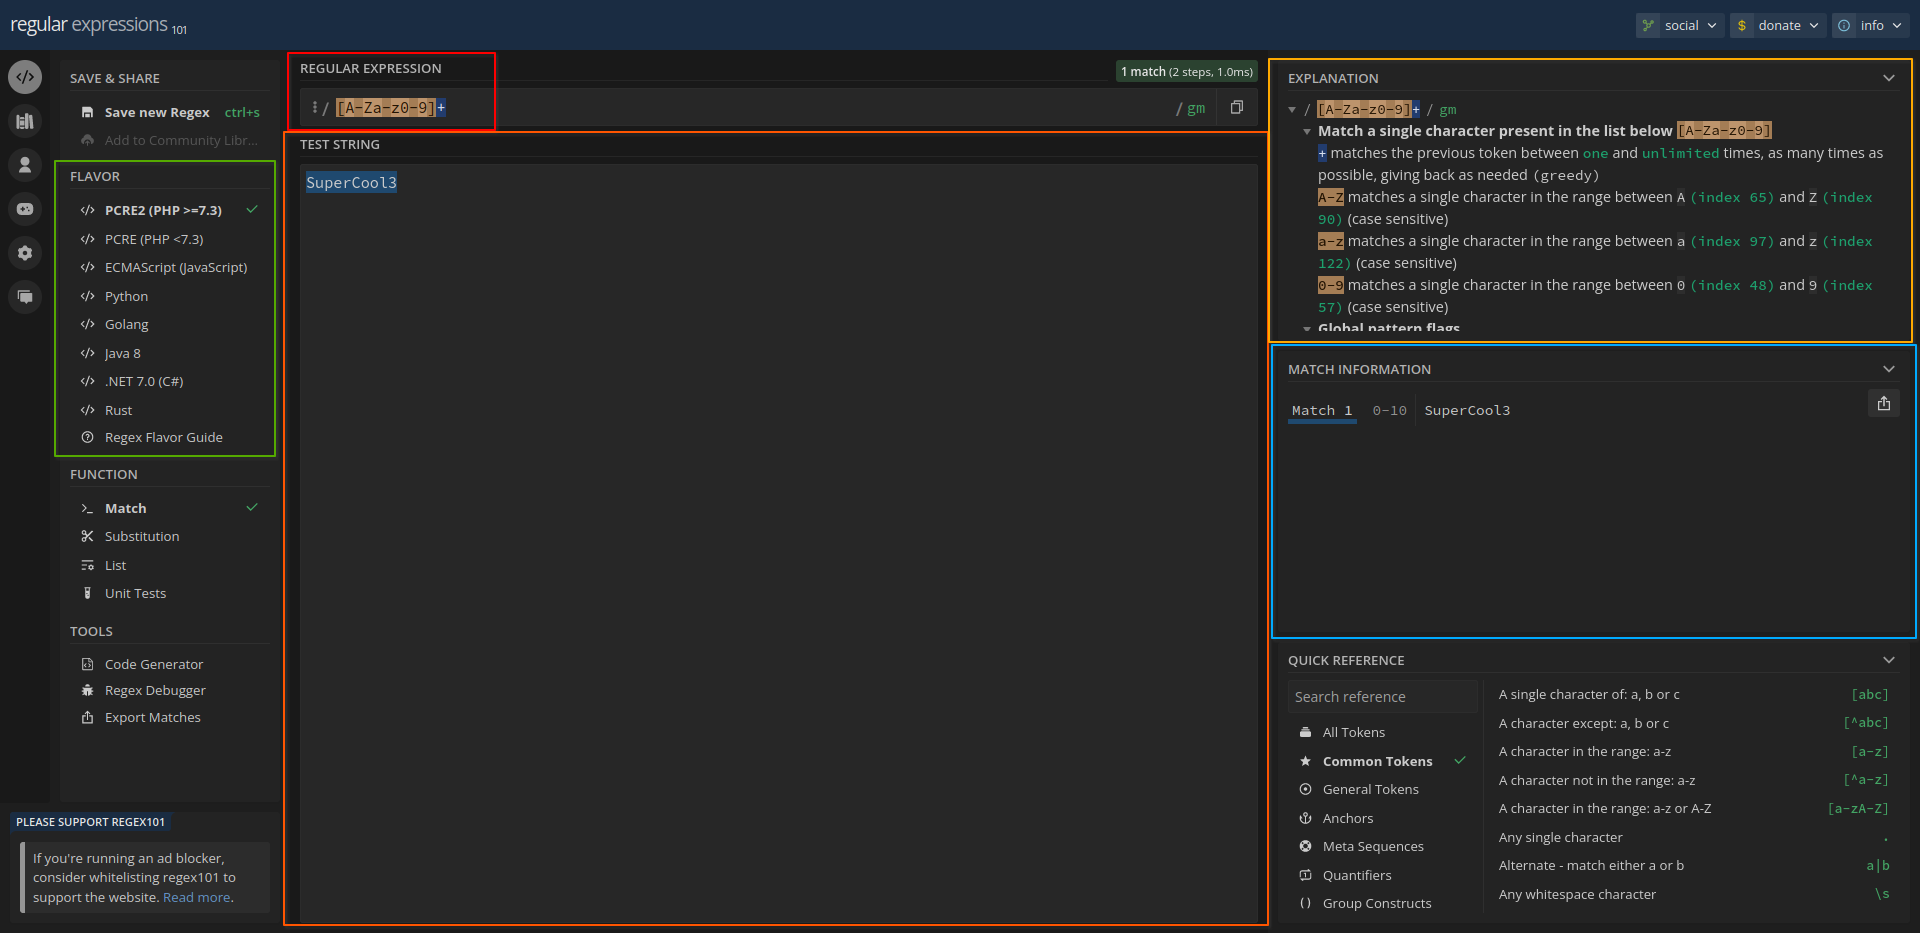 regular expressions 101
social
donate
info
SAVE & SHARE
Save new Regex ctrl+s
Add to Community Libr...
FLAVOR
PCRE2 (PHP >=7.3)
PCRE (PHP <7.3)
ECMAScript (JavaScript)
Python
Golang
Java 8
.NET 7.0 (C#)
Rust
Regex Flavor Guide
FUNCTION
Match
Substitution
List
Unit Tests
TOOLS
Code Generator
Regex Debugger
Export Matches
PLEASE SUPPORT REGEX101
If you're running an ad blocker,
consider whitelisting regex101 to
support the website. Read more.
REGULAR EXPRESSION
1 match (2 steps, 1.0ms)
/ [A-Za-z0-9]+ / gm
TEST STRING
SuperCool3
EXPLANATION
/ [A-Za-z0-9]+ / gm
Match a single character present in the list below [A-Za-z0-9]
+ matches the previous token between one and unlimited times, as many times as
possible, giving back as needed (greedy)
A-Z matches a single character in the range between A (index 65) and Z (index
90) (case sensitive)
a-z matches a single character in the range between a (index 97) and z (index
122) (case sensitive)
0-9 matches a single character in the range between 0 (index 48) and 9 (index
57) (case sensitive)
Global pattern flags
MATCH INFORMATION
Match 1 0-10 SuperCool3
QUICK REFERENCE
Search reference
All Tokens
Common Tokens
General Tokens
Anchors
Meta Sequences
Quantifiers
Group Constructs
A single character of: a, b or c [abc]
A character except: a, b or c [^abc]
A character in the range: a-z [a-z]
A character not in the range: a-z [^a-z]
A character in the range: a-z or A-Z [a-zA-Z]
Any single character .
Alternate - match either a or b a|b
Any whitespace character \s